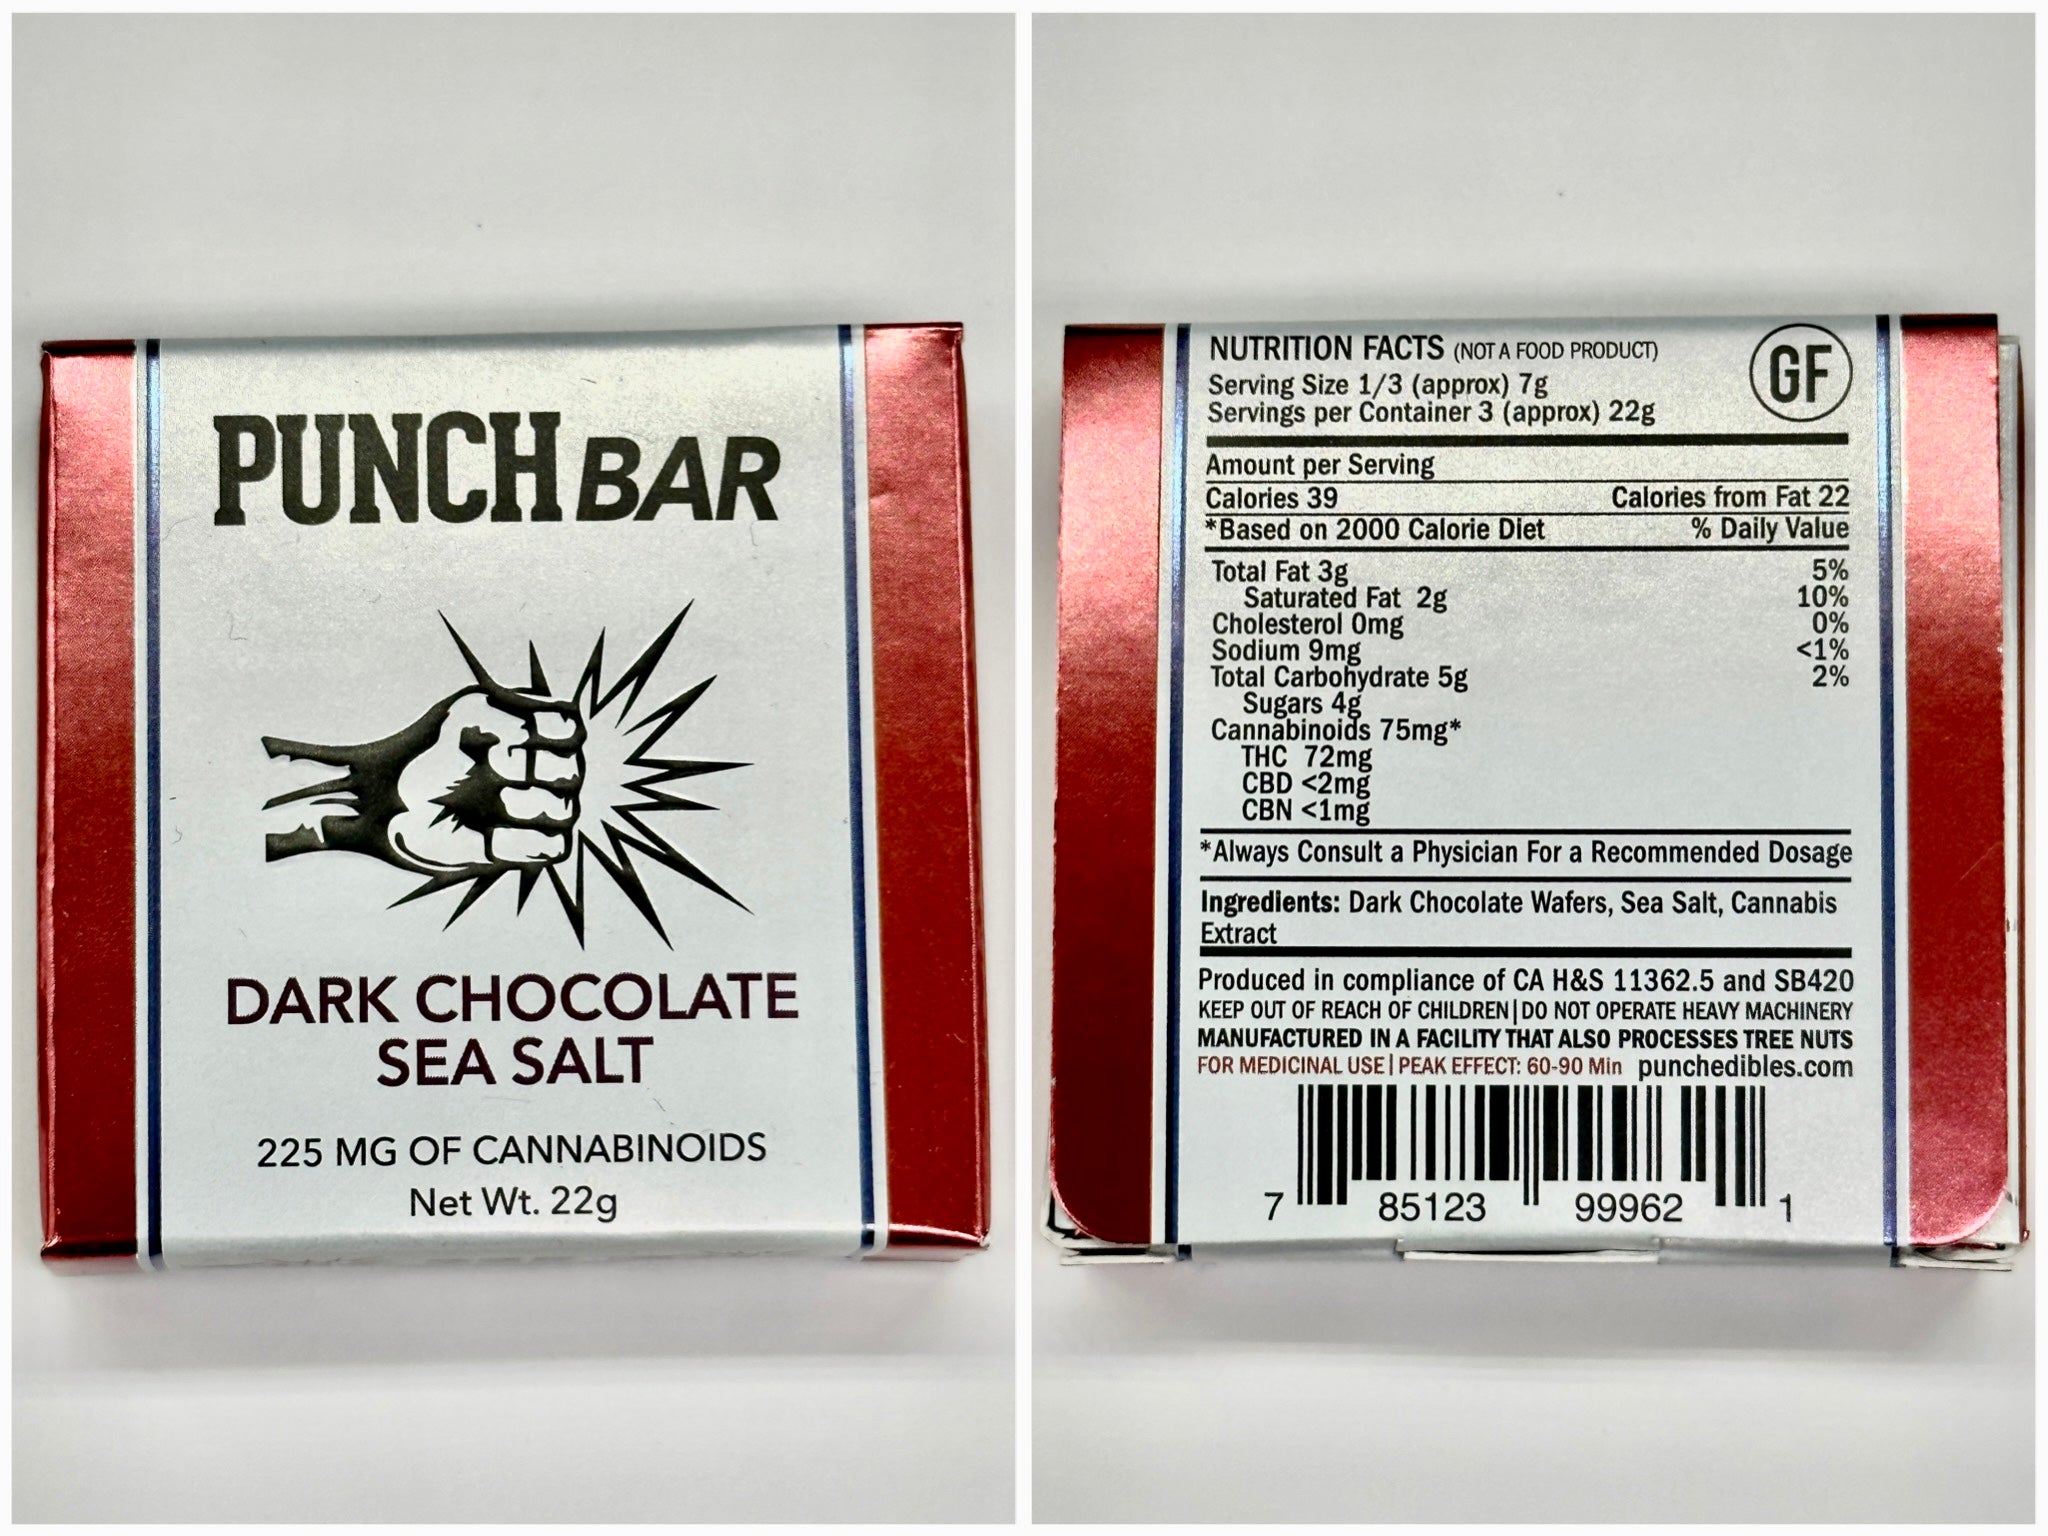 PUNCH BAR
DARK CHOCOLATE
SEA SALT
225 MG OF CANNABINOIDS
Net Wt. 22g
NUTRITION FACTS (NOT A FOOD PRODUCT)
GF
Serving Size 1/3 (approx) 7g
Servings per Container 3 (approx) 22g
Amount per Serving
Calories 39 Calories from Fat 22
*Based on 2000 Calorie Diet % Daily Value
Total Fat 3g 5%
Saturated Fat 2g 10%
Cholesterol 0mg 0%
Sodium 9mg <1%
Total Carbohydrate 5g 2%
Sugars 4g
Cannabinoids 75mg*
THC 72mg
CBD <2mg
CBN <1mg
*Always Consult a Physician For a Recommended Dosage
Ingredients: Dark Chocolate Wafers, Sea Salt, Cannabis
Extract
Produced in compliance of CA H&S 11362.5 and SB420
KEEP OUT OF REACH OF CHILDREN | DO NOT OPERATE HEAVY MACHINERY
MANUFACTURED IN A FACILITY THAT ALSO PROCESSES TREE NUTS
FOR MEDICINAL USE | PEAK EFFECT: 60-90 Min punchedibles.com
7 85123 99962 1